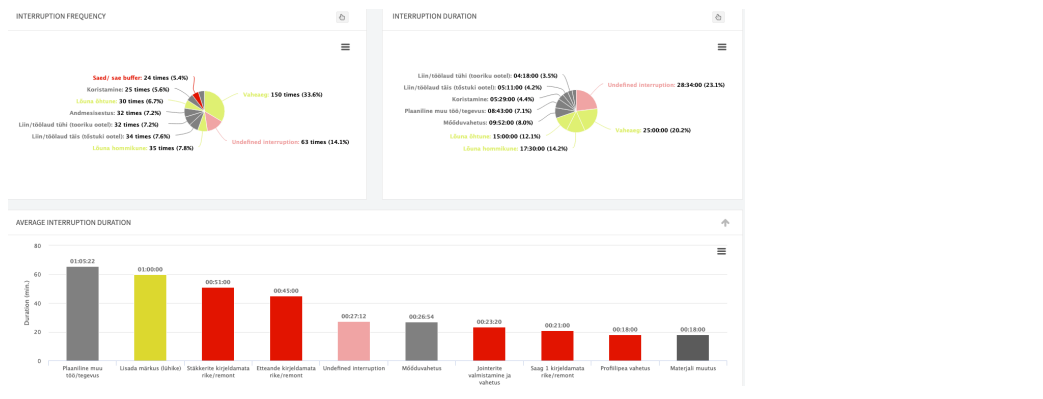 INTERRUPTION FREQUENCY
Saed/ sae buffer: 24 times (5.4%)
Koristamine: 25 times (5.6%)
Lõuna õhtune: 30 times (6.7%)
Andmesisestus: 32 times (7.2%)
Liin/töölaud tühi (tooriku ootel): 32 times (7.2%)
Liin/töölaud täis (tõstuki ootel): 34 times (7.6%)
Lõuna hommikune: 35 times (7.8%)
Vaheaeg: 150 times (33.6%)
Undefined interruption: 63 times (14.1%)
INTERRUPTION DURATION
Liin/töölaud tühi (tooriku ootel): 04:18:00 (3.5%)
Liin/töölaud täis (tõstuki ootel): 05:11:00 (4.2%)
Koristamine: 05:29:00 (4.4%)
Plaaniline muu töö/tegevus: 08:43:00 (7.1%)
Mõõduvahetus: 09:52:00 (8.0%)
Lõuna õhtune: 15:00:00 (12.1%)
Lõuna hommikune: 17:30:00 (14.2%)
Undefined interruption: 28:34:00 (23.1%)
Vaheaeg: 25:00:00 (20.2%)
AVERAGE INTERRUPTION DURATION
Duration (min.)
80
60
40
20
0
01:05:22
01:00:00
00:51:00
00:45:00
00:27:12
00:26:54
00:23:20
00:21:00
00:18:00
00:18:00
Plaaniline muu
töö/tegevus
Lisada märkus (lühike)
Stäkkerite kirjeldamata
rike/remont
Etteande kirjeldamata
rike/remont
Undefined interruption
Mõõduvahetus
Jointerite
valmistamine ja
vahetus
Saag 1 kirjeldamata
rike/remont
Profiilipea vahetus
Materjali muutus